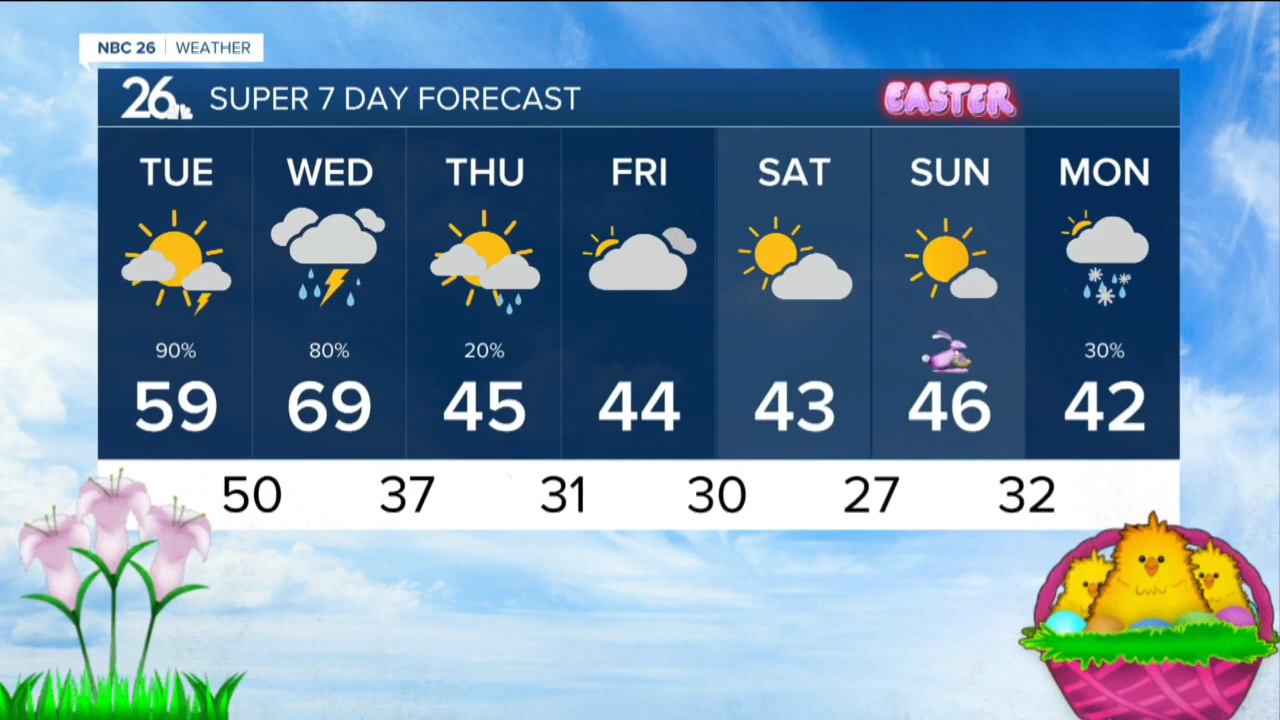 NBC 26 | WEATHER
26 SUPER 7 DAY FORECAST EASTER
TUE WED THU FRI SAT SUN MON
90% 80% 20% 30%
59 69 45 44 43 46 42
50 37 31 30 27 32